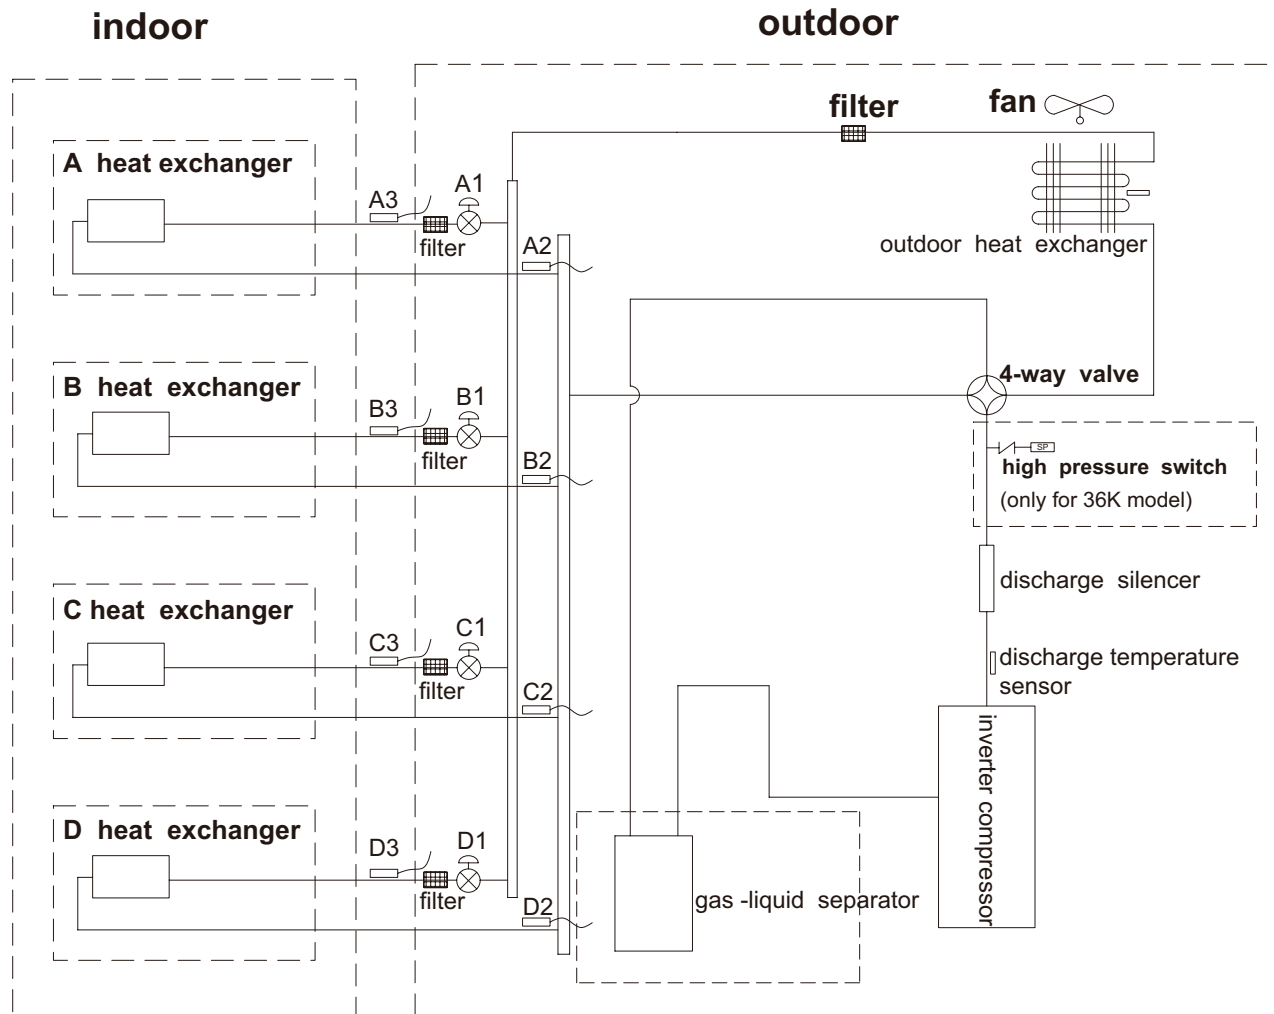 indoor
outdoor
filter
fan
A heat exchanger
A3
A1
filter
A2
outdoor heat exchanger
4-way valve
B heat exchanger
B3
B1
filter
B2
SP
high pressure switch
(only for 36K model)
discharge silencer
C heat exchanger
C3
C1
filter
C2
discharge temperature
sensor
inverter compressor
D heat exchanger
D3
D1
filter
D2
gas -liquid separator